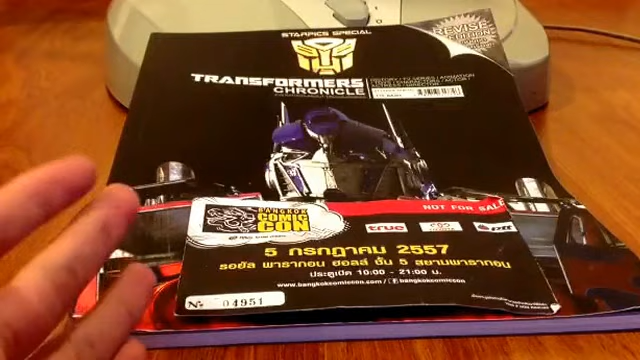 STARPICS SPECIAL
REVISE
EDITION
TRANSFORMERS
CHRONICLE
NOT FOR SALE
BANGKOK
COMIC
CON
true
ptt
5 กรกฎาคม 2557
รอยัล พารากอน ฮอลล์ ชั้น 5 สยามพารากอน
ประตูเปิด 10:00 - 21:00 น.
www.bangkokcomiccon.com / f bangkokcomiccon
Nº 04951